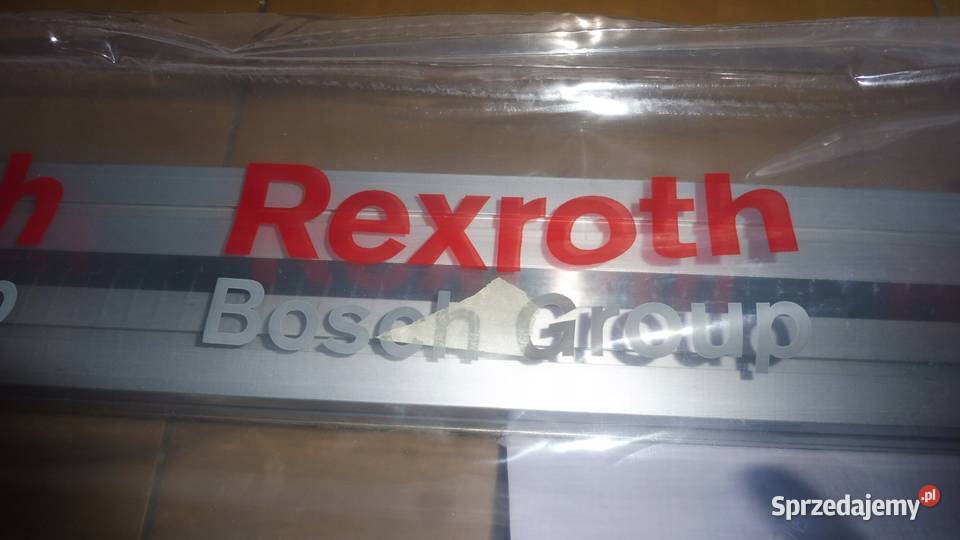 h Rexroth
p Bosch Group
Sprzedajemy.pl